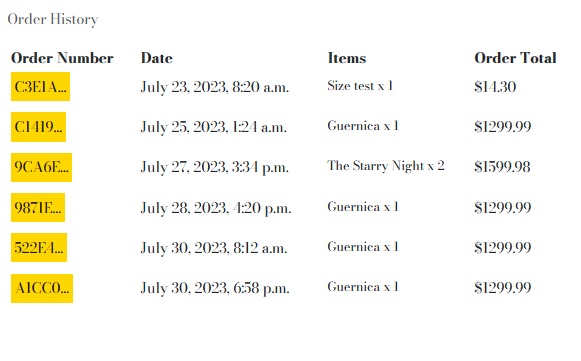 Order History
Order Number Date Items Order Total
C3E1A... July 23, 2023, 8:20 a.m. Size test x 1 $14.30
C1419... July 25, 2023, 1:24 a.m. Guernica x 1 $1299.99
9CA6E... July 27, 2023, 3:34 p.m. The Starry Night x 2 $1599.98
9871E... July 28, 2023, 4:20 p.m. Guernica x 1 $1299.99
522E4... July 30, 2023, 8:12 a.m. Guernica x 1 $1299.99
A1CC0... July 30, 2023, 6:58 p.m. Guernica x 1 $1299.99